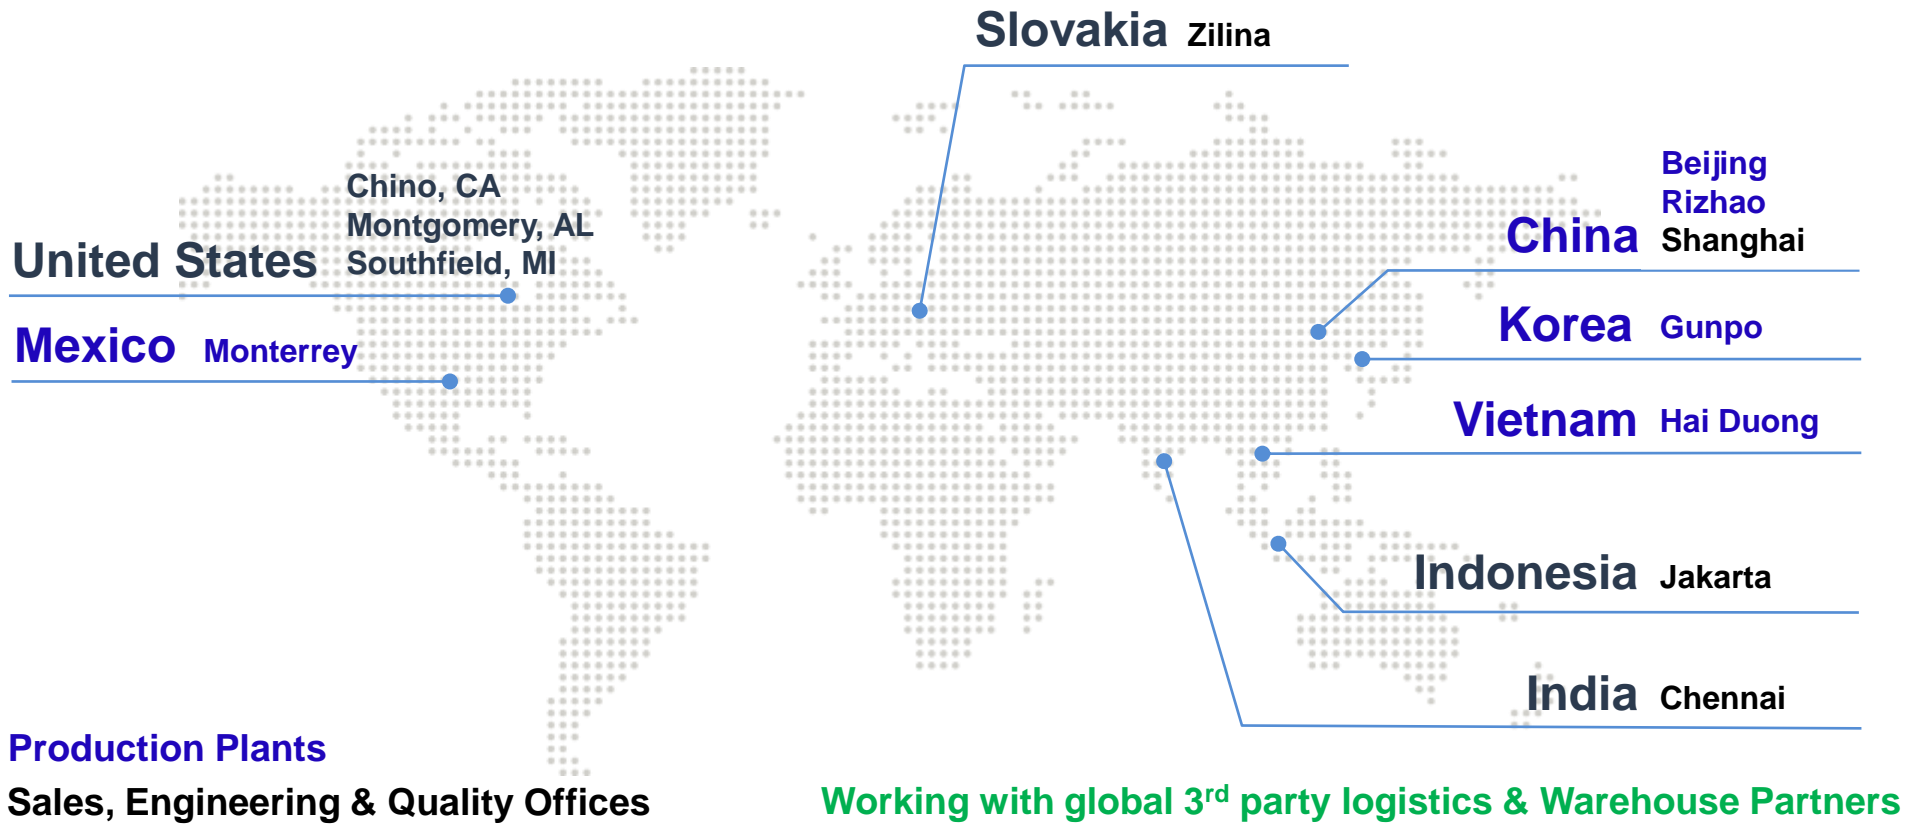 Slovakia Zilina
Chino, CA
Montgomery, AL
United States Southfield, MI
Mexico Monterrey
Beijing
Rizhao
China Shanghai
Korea Gunpo
Vietnam Hai Duong
Indonesia Jakarta
India Chennai
Production Plants
Sales, Engineering & Quality Offices
Working with global 3rd party logistics & Warehouse Partners